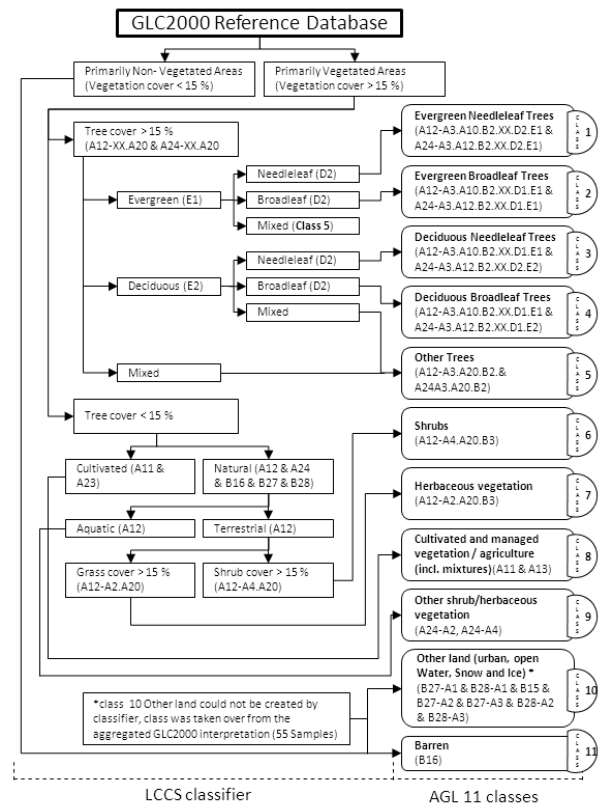 GLC2000 Reference Database
Primarily Non- Vegetated Areas
(Vegetation cover < 15 %)
Primarily Vegetated Areas
(Vegetation cover > 15 %)
Tree cover > 15 %
(A12-XX.A20 & A24-XX.A20
Evergreen (E1)
Needleleaf (D2)
Broadleaf (D2)
Mixed (Class 5)
Deciduous (E2)
Needleleaf (D2)
Broadleaf (D2)
Mixed
Mixed
Tree cover < 15 %
Cultivated (A11 &
A23)
Natural (A12 & A24
& B16 & B27 & B28)
Aquatic (A12)
Terrestrial (A12)
Grass cover > 15 %
(A12-A2.A20)
Shrub cover > 15 %
(A12-A4.A20)
*class 10 Other land could not be created by
classifier, class was taken over from the
aggregated GLC2000 interpretation (55 Samples)
Evergreen Needleleaf Trees
(A12-A3.A10.B2.XX.D2.E1 &
A24-A3.A12.B2.XX.D2.E1)
CLASS
1
Evergreen Broadleaf Trees
(A12-A3.A10.B2.XX.D1.E1 &
A24-A3.A12.B2.XX.D1.E1)
CLASS
2
Deciduous Needleleaf Trees
(A12-A3.A10.B2.XX.D1.E1 &
A24-A3.A12.B2.XX.D2.E2)
CLASS
3
Deciduous Broadleaf Trees
(A12-A3.A10.B2.XX.D1.E1 &
A24-A3.A12.B2.XX.D1.E2)
CLASS
4
Other Trees
(A12-A3.A20.B2.&
A24A3.A20.B2)
CLASS
5
Shrubs
(A12-A4.A20.B3)
CLASS
6
Herbaceous vegetation
(A12-A2.A20.B3)
CLASS
7
Cultivated and managed
vegetation / agriculture
(incl. mixtures)(A11 & A13)
CLASS
8
Other shrub/herbaceous
vegetation
(A24-A2, A24-A4)
CLASS
9
Other land (urban, open
Water, Snow and Ice) *
(B27-A1 & B28-A1 & B15 &
B27-A2 & B27-A3 & B28-A2
& B28-A3)
CLASS
10
Barren
(B16)
CLASS
11
LCCS classifier
AGL 11 classes